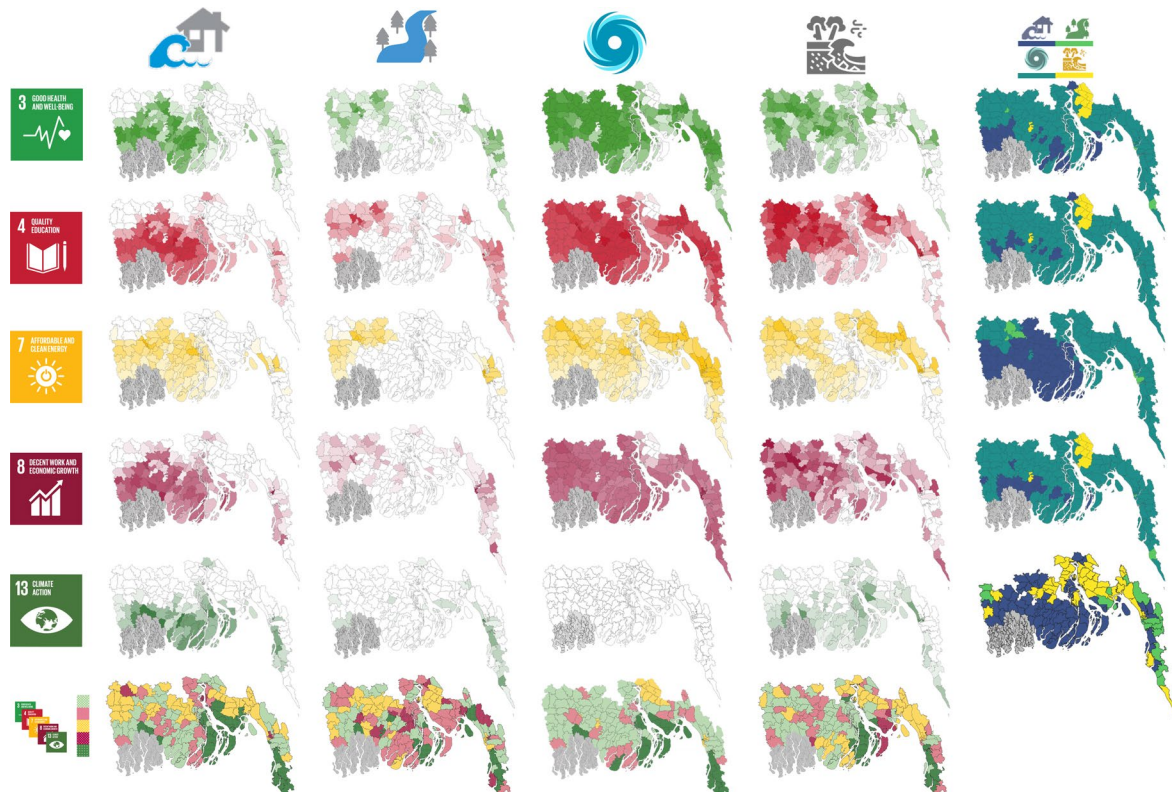 3 GOOD HEALTH
AND WELL-BEING
4 QUALITY
EDUCATION
7 AFFORDABLE AND
CLEAN ENERGY
8 DECENT WORK AND
ECONOMIC GROWTH
13 CLIMATE
ACTION